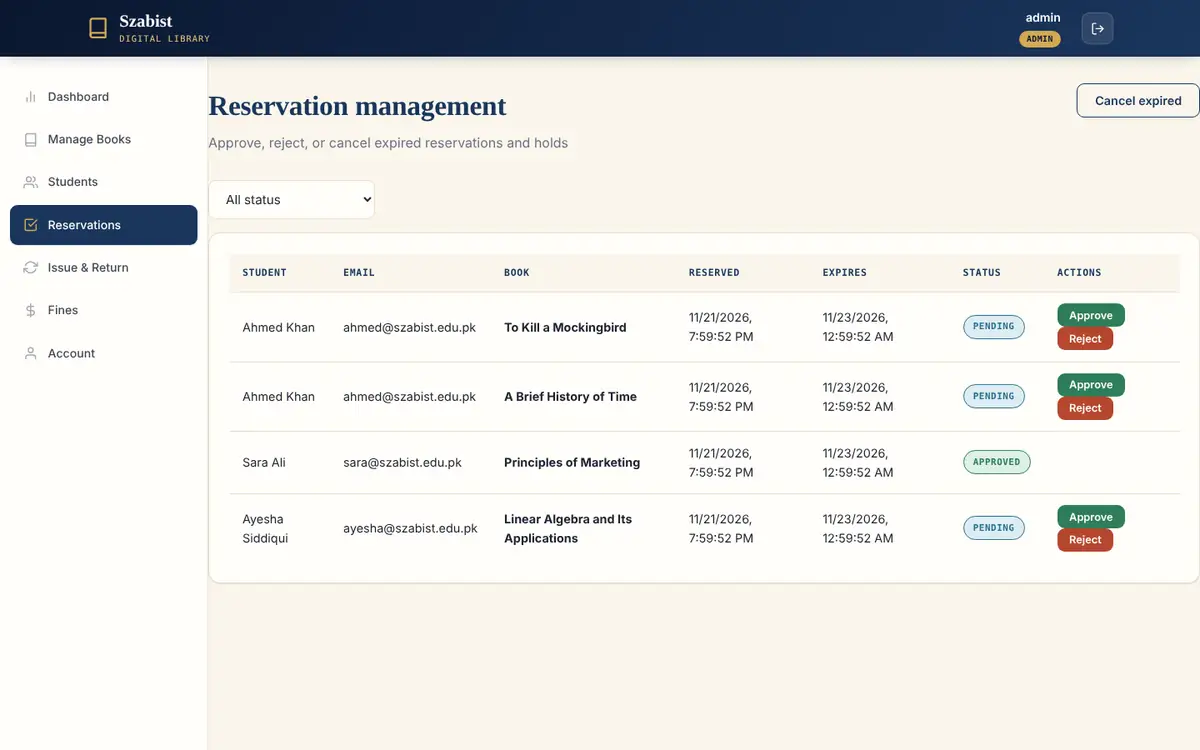 Szabist
DIGITAL LIBRARY
admin
ADMIN
Dashboard
Manage Books
Students
Reservations
Issue & Return
Fines
Account
Reservation management
Cancel expired
Approve, reject, or cancel expired reservations and holds
All status
STUDENT EMAIL BOOK RESERVED EXPIRES STATUS ACTIONS
Ahmed Khan ahmed@szabist.edu.pk To Kill a Mockingbird 11/21/2026, 7:59:52 PM 11/23/2026, 12:59:52 AM PENDING Approve Reject
Ahmed Khan ahmed@szabist.edu.pk A Brief History of Time 11/21/2026, 7:59:52 PM 11/23/2026, 12:59:52 AM PENDING Approve Reject
Sara Ali sara@szabist.edu.pk Principles of Marketing 11/21/2026, 7:59:52 PM 11/23/2026, 12:59:52 AM APPROVED
Ayesha Siddiqui ayesha@szabist.edu.pk Linear Algebra and Its Applications 11/21/2026, 7:59:52 PM 11/23/2026, 12:59:52 AM PENDING Approve Reject